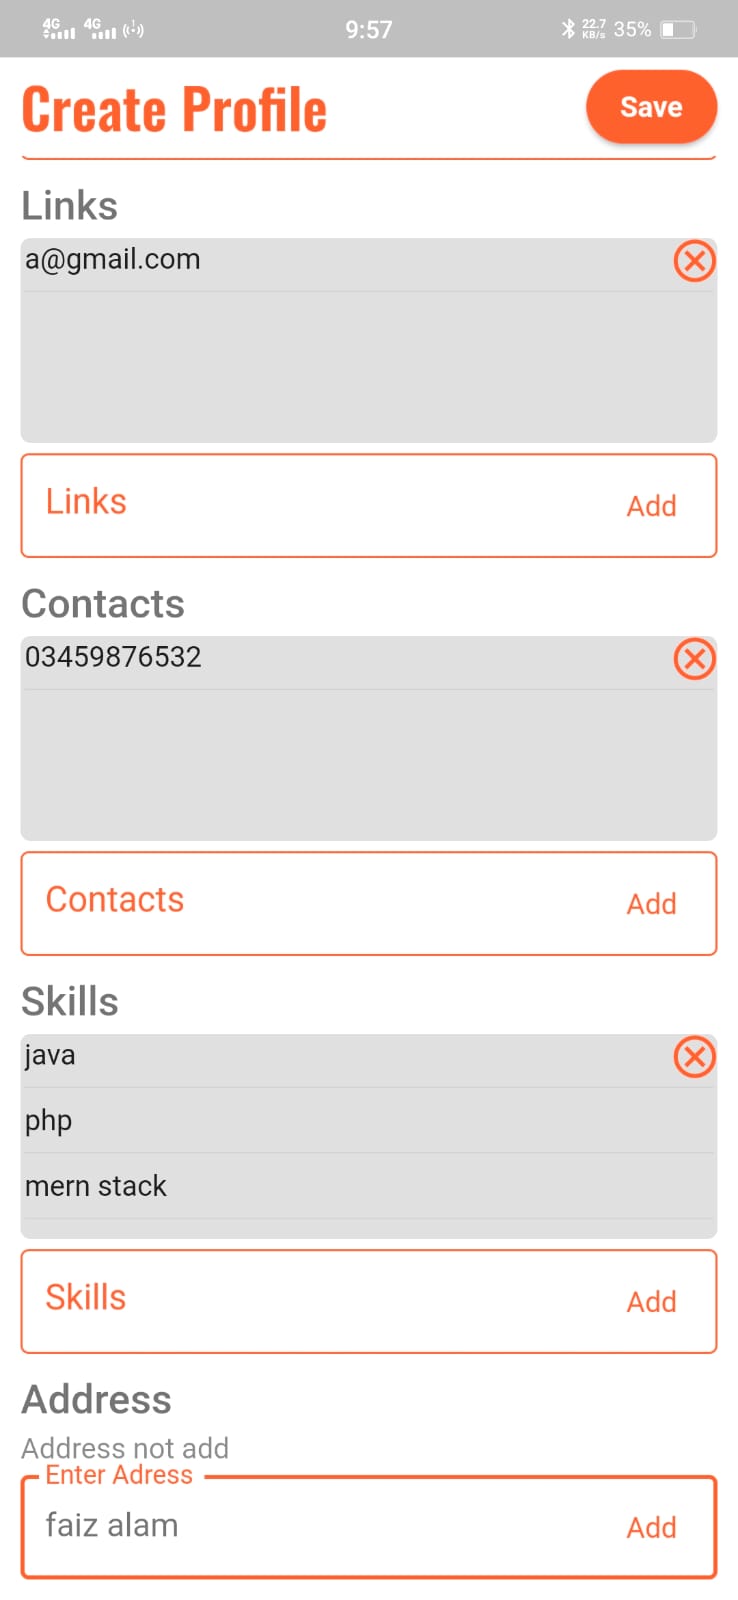 4G 4G 9:57 22.7 KB/s 35%
Create Profile Save
Links
a@gmail.com
Links Add
Contacts
03459876532
Contacts Add
Skills
java
php
mern stack
Skills Add
Address
Address not add
Enter Adress
faiz alam Add